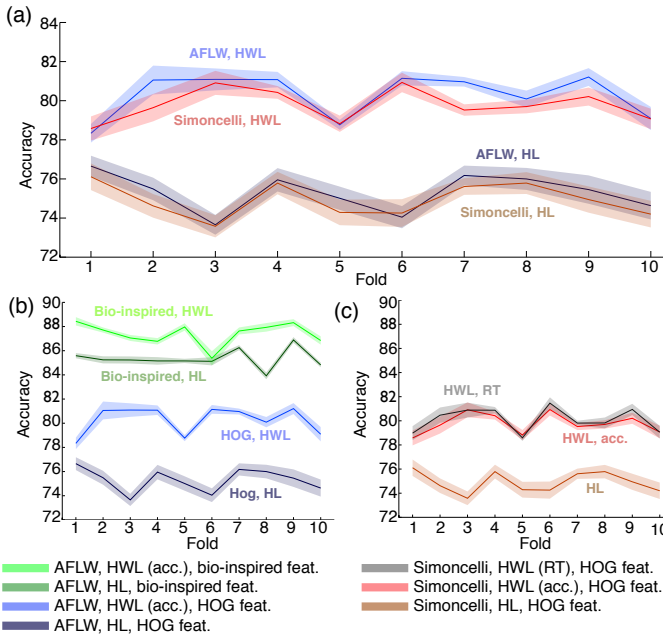 (a)
84
82
80
78
76
74
72
Accuracy
AFLW, HWL
Simoncelli, HWL
AFLW, HL
Simoncelli, HL
1 2 3 4 5 6 7 8 9 10
Fold
(b)
90
88
86
84
82
80
78
76
74
72
Accuracy
Bio-inspired, HWL
Bio-inspired, HL
HOG, HWL
Hog, HL
1 2 3 4 5 6 7 8 9 10
Fold
(c)
90
88
86
84
82
80
78
76
74
72
Accuracy
HWL, RT
HWL, acc.
HL
1 2 3 4 5 6 7 8 9 10
Fold
AFLW, HWL (acc.), bio-inspired feat.
AFLW, HL, bio-inspired feat.
AFLW, HWL (acc.), HOG feat.
AFLW, HL, HOG feat.
Simoncelli, HWL (RT), HOG feat.
Simoncelli, HWL (acc.), HOG feat.
Simoncelli, HL, HOG feat.